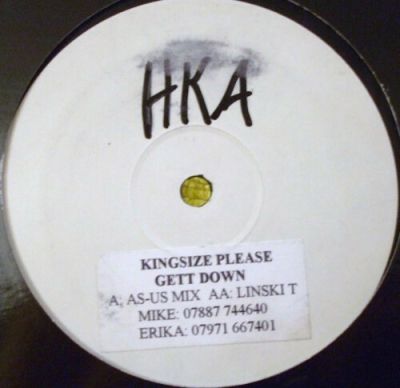 HKA
KINGSIZE PLEASE
GETT DOWN
A; AS-US MIX AA: LINSKI T
MIKE: 07887 744640
ERIKA: 07971 667401